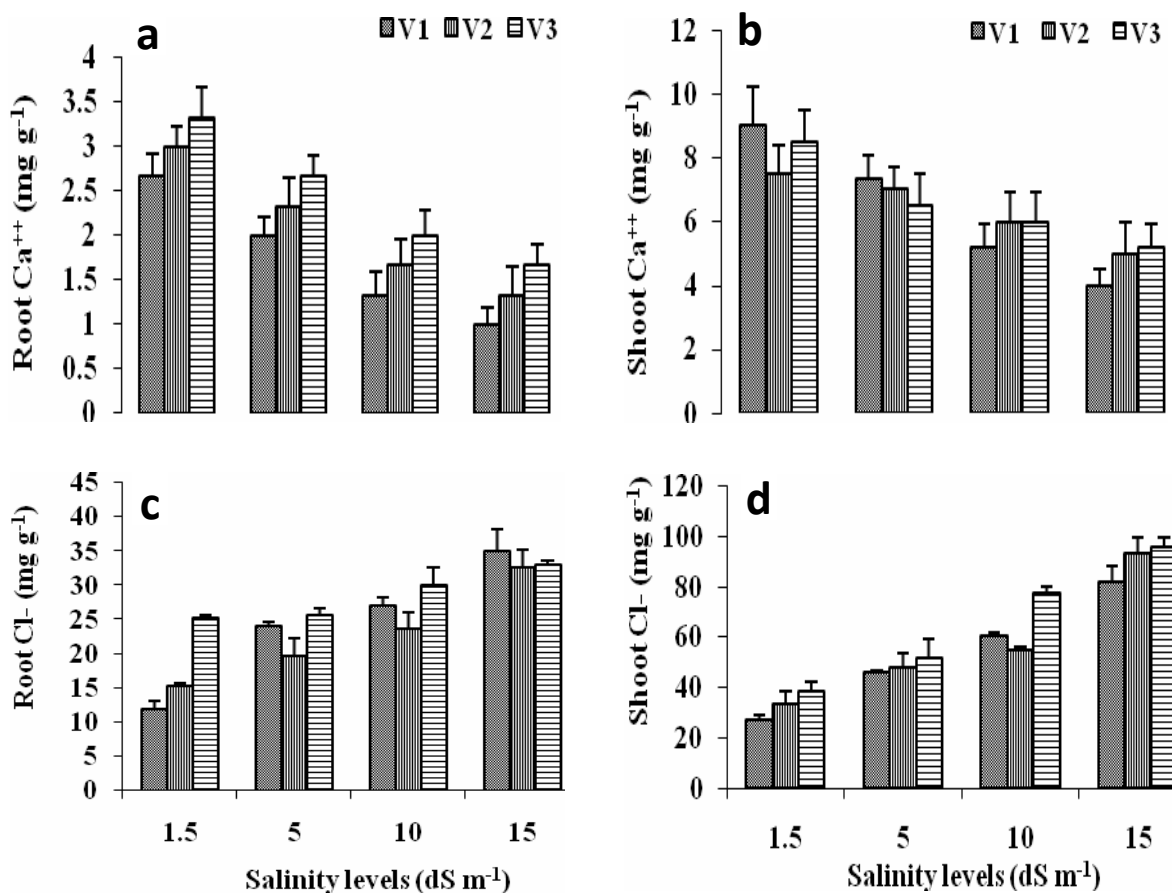 a
V1 V2 V3
Root Ca⁺⁺ (mg g⁻¹)
4
3.5
3
2.5
2
1.5
1
0.5
0
b
V1 V2 V3
Shoot Ca⁺⁺ (mg g⁻¹)
12
10
8
6
4
2
0
c
Root Cl- (mg g⁻¹)
45
40
35
30
25
20
15
10
5
0
1.5 5 10 15
Salinity levels (dS m⁻¹)
d
Shoot Cl- (mg g⁻¹)
120
100
80
60
40
20
0
1.5 5 10 15
Salinity levels (dS m⁻¹)